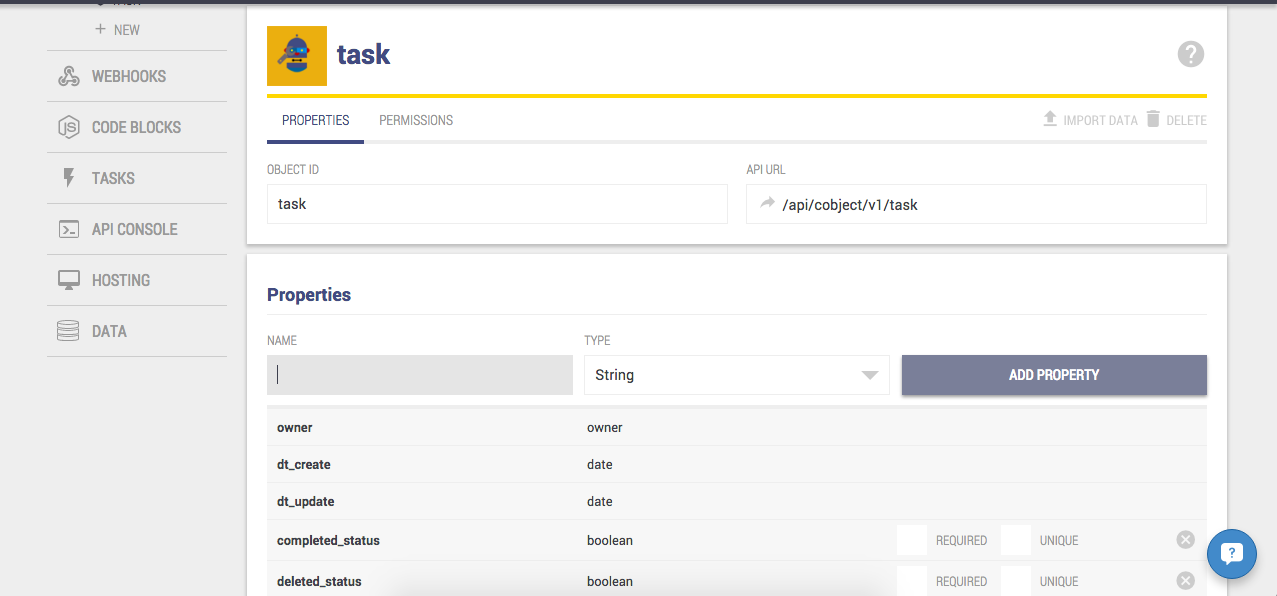 + NEW
WEBHOOKS
CODE BLOCKS
TASKS
API CONSOLE
HOSTING
DATA
task
?
PROPERTIES PERMISSIONS IMPORT DATA DELETE
OBJECT ID API URL
task /api/cobject/v1/task
Properties
NAME TYPE
String ADD PROPERTY
owner owner
dt_create date
dt_update date
completed_status boolean REQUIRED UNIQUE
deleted_status boolean REQUIRED UNIQUE
?